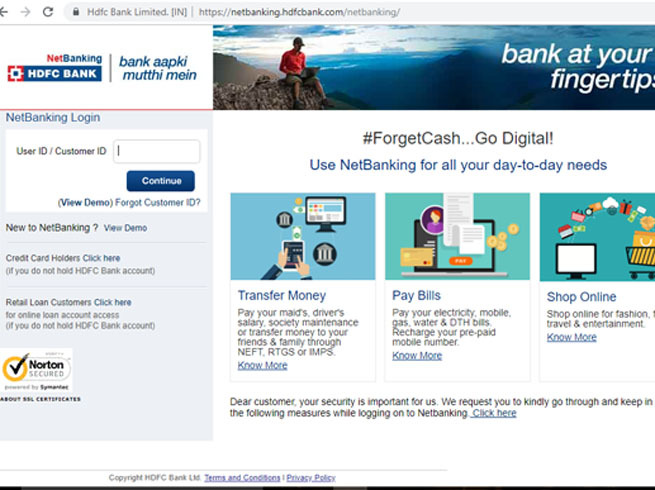 Hdfc Bank Limited. [IN] | https://netbanking.hdfcbank.com/netbanking/
NetBanking
HDFC BANK
bank aapki
mutthi mein
bank at your
fingertips
NetBanking Login
User ID / Customer ID
Continue
(View Demo) Forgot Customer ID?
New to NetBanking ? View Demo
Credit Card Holders Click here
(if you do not hold HDFC Bank account)
Retail Loan Customers Click here
for online loan account access
(if you do not hold HDFC Bank account)
Norton
SECURED
powered by Symantec
ABOUT SSL CERTIFICATES
#ForgetCash...Go Digital!
Use NetBanking for all your day-to-day needs
Transfer Money
Pay your maid's, driver's
salary, society maintenance
or transfer money to your
friends & family through
NEFT, RTGS or IMPS.
Know More
PAY
Pay Bills
Pay your electricity, mobile,
gas, water & DTH bills.
Recharge your pre-paid
mobile number.
Know More
Shop Online
Shop online for fashion, f
travel & entertainment.
Know More
Dear customer, your security is important for us. We request you to kindly go through and keep in
the following measures while logging on to Netbanking. Click here
Copyright HDFC Bank Ltd. Terms and Conditions | Privacy Policy